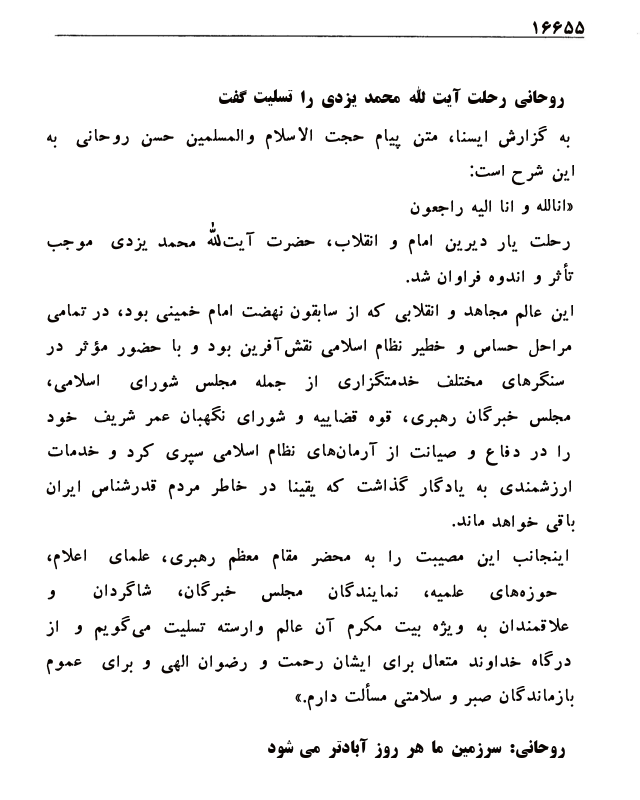 ۱۶۶۵۵
روحانی رحلت آیت لله محمد یزدی را تسلیت گفت
به گزارش ایسنا، متن پیام حجت الاسلام والمسلمین حسن روحانی به
این شرح است:
«انالله و انا الیه راجعون
رحلت یار دیرین امام و انقلاب، حضرت آیت‌لله محمد یزدی موجب
تأثر و اندوه فراوان شد.
این عالم مجاهد و انقلابی که از سابقون نهضت امام خمینی بود، در تمامی
مراحل حساس و خطیر نظام اسلامی نقش‌آفرین بود و با حضور مؤثر در
سنگرهای مختلف خدمتگزاری از جمله مجلس شورای اسلامی،
مجلس خبرگان رهبری، قوه قضاییه و شورای نگهبان عمر شریف خود
را در دفاع و صیانت از آرمان‌های نظام اسلامی سپری کرد و خدمات
ارزشمندی به یادگار گذاشت که یقینا در خاطر مردم قدرشناس ایران
باقی خواهد ماند.
اینجانب این مصیبت را به محضر مقام معظم رهبری، علمای اعلام،
حوزه‌های علمیه، نمایندگان مجلس خبرگان، شاگردان و
علاقمندان به ویژه بیت مکرم آن عالم وارسته تسلیت می‌گویم و از
درگاه خداوند متعال برای ایشان رحمت و رضوان الهی و برای عموم
بازماندگان صبر و سلامتی مسألت دارم.»
روحانی: سرزمین ما هر روز آبادتر می شود